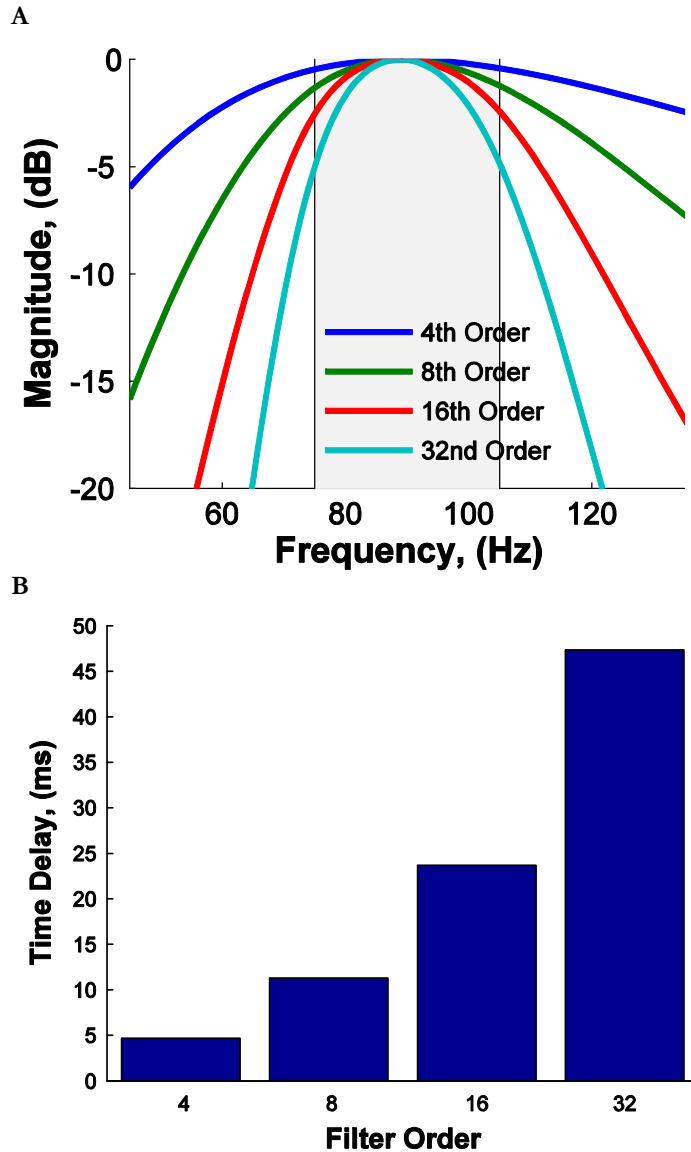 A
0
-5
-10
-15
-20
Magnitude, (dB)
4th Order
8th Order
16th Order
32nd Order
60 80 100 120
Frequency, (Hz)
B
50
45
40
35
30
25
20
15
10
5
0
Time Delay, (ms)
4 8 16 32
Filter Order